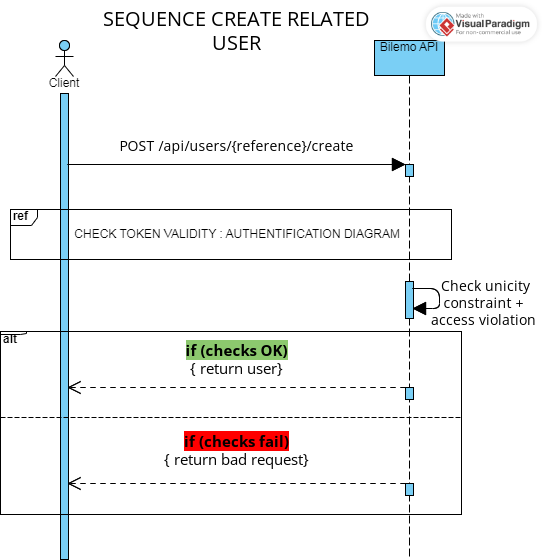 SEQUENCE CREATE RELATED
USER
Made with
VisualParadigm
For non-commercial use
Client
Bilemo API
POST /api/users/{reference}/create
ref
CHECK TOKEN VALIDITY : AUTHENTIFICATION DIAGRAM
Check unicity
constraint +
access violation
alt
if (checks OK)
{ return user}
if (checks fail)
{ return bad request}